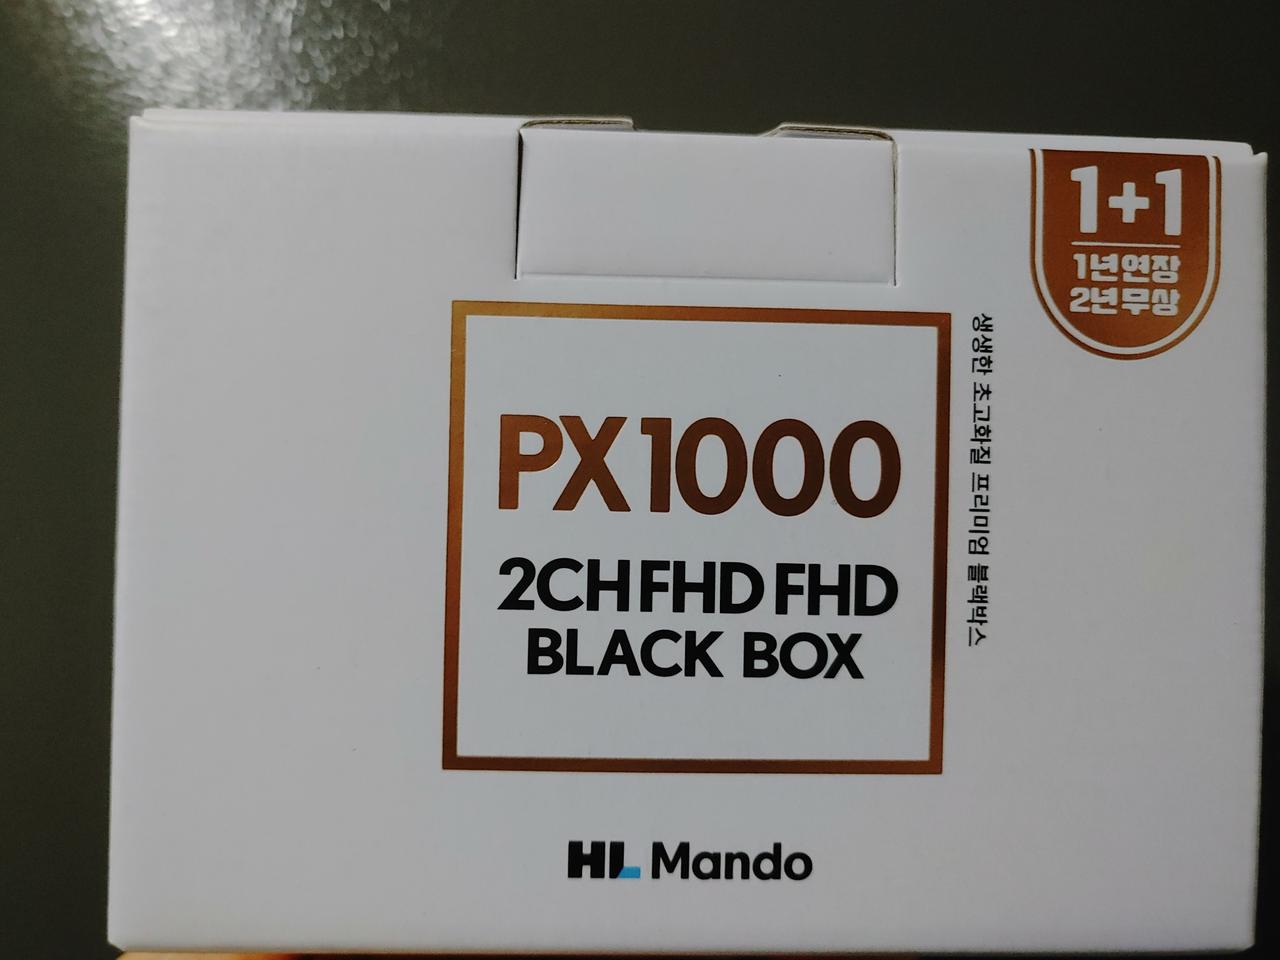 1+1
1년연장
2년무상
생생한 초고화질 프리미엄 블랙박스
PX1000
2CH FHD FHD
BLACK BOX
HL Mando